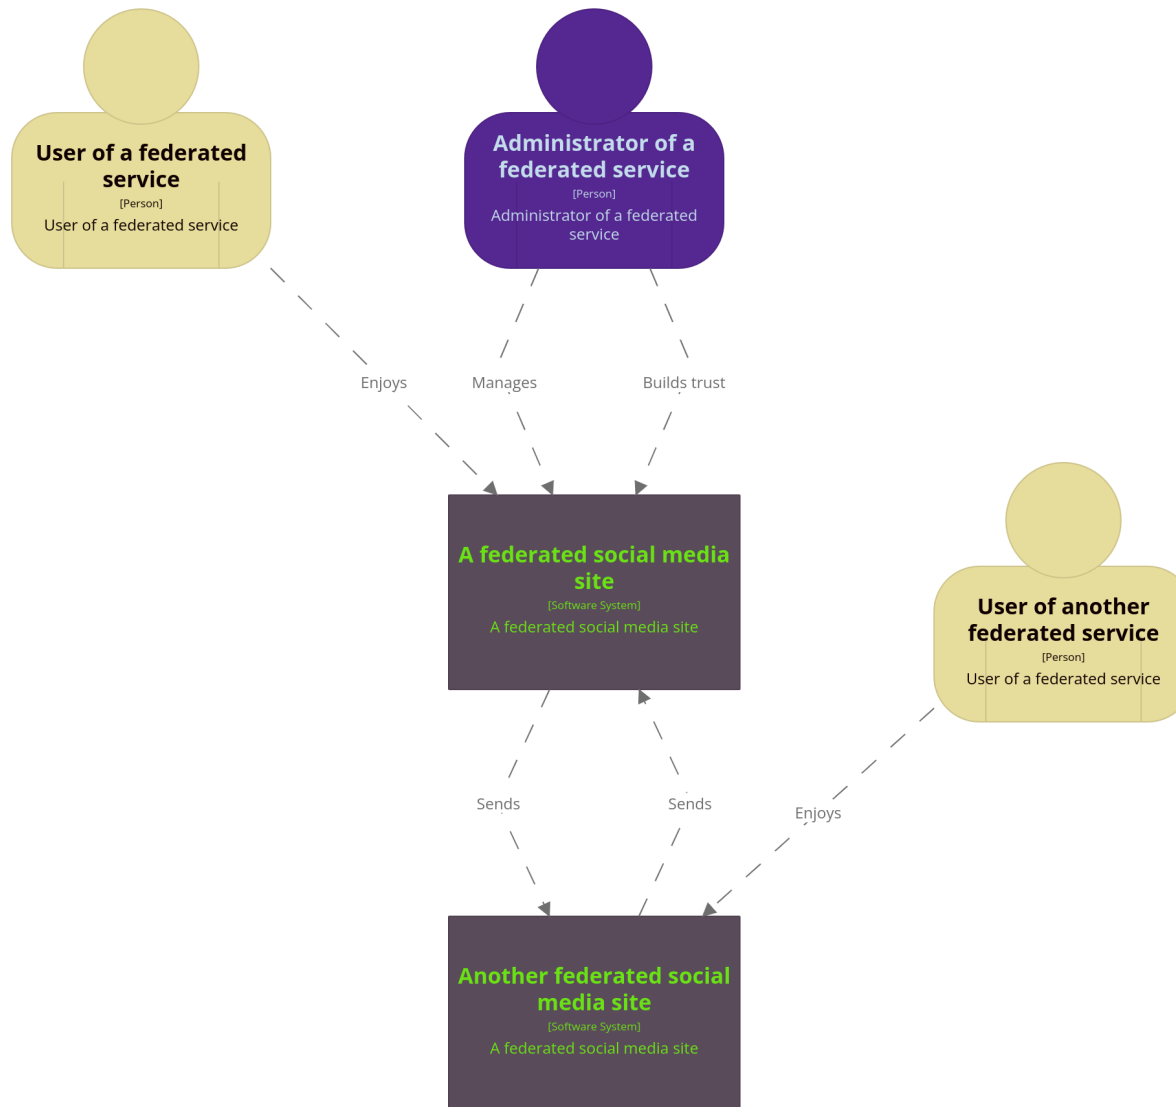 User of a federated
service
[Person]
User of a federated service
Administrator of a
federated service
[Person]
Administrator of a federated
service
Enjoys
Manages
Builds trust
A federated social media
site
[Software System]
A federated social media site
User of another
federated service
[Person]
User of a federated service
Sends
Sends
Enjoys
Another federated social
media site
[Software System]
A federated social media site